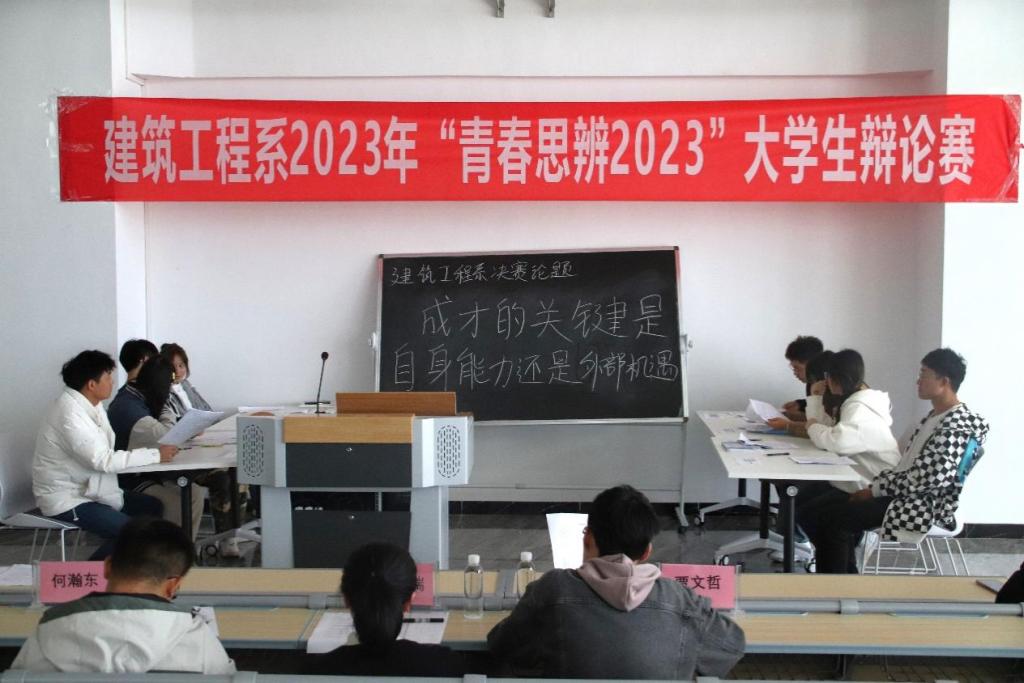 建筑工程系2023年“青春思辨2023”大学生辩论赛
建筑工程系决赛论题
成才的关键是
自身能力还是外部机遇
何瀚东
瑞
贾文哲